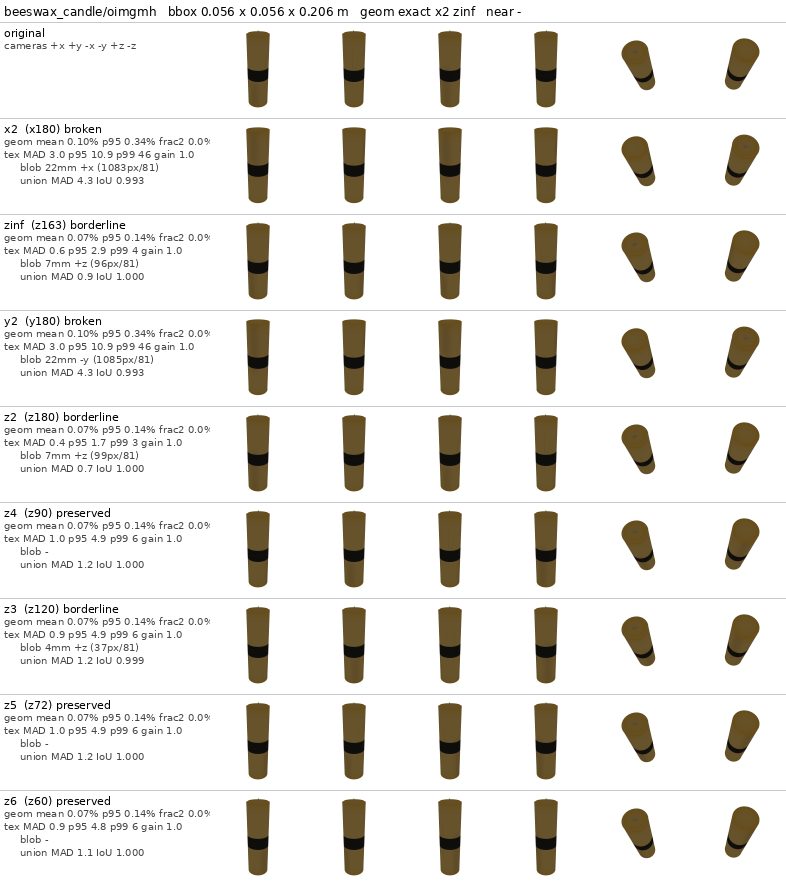 beeswax_candle/oimgmh   bbox 0.056 x 0.056 x 0.206 m   geom exact x2 zinf   near -
original
cameras +x +y -x -y +z -z
x2  (x180) broken
geom mean 0.10% p95 0.34% frac2 0.0%
tex MAD 3.0 p95 10.9 p99 46 gain 1.0
blob 22mm +x (1083px/81)
union MAD 4.3 IoU 0.993
zinf  (z163) borderline
geom mean 0.07% p95 0.14% frac2 0.0%
tex MAD 0.6 p95 2.9 p99 4 gain 1.0
blob 7mm +z (96px/81)
union MAD 0.9 IoU 1.000
y2  (y180) broken
geom mean 0.10% p95 0.34% frac2 0.0%
tex MAD 3.0 p95 10.9 p99 46 gain 1.0
blob 22mm -y (1085px/81)
union MAD 4.3 IoU 0.993
z2  (z180) borderline
geom mean 0.07% p95 0.14% frac2 0.0%
tex MAD 0.4 p95 1.7 p99 3 gain 1.0
blob 7mm +z (99px/81)
union MAD 0.7 IoU 1.000
z4  (z90) preserved
geom mean 0.07% p95 0.14% frac2 0.0%
tex MAD 1.0 p95 4.9 p99 6 gain 1.0
blob -
union MAD 1.2 IoU 1.000
z3  (z120) borderline
geom mean 0.07% p95 0.14% frac2 0.0%
tex MAD 0.9 p95 4.9 p99 6 gain 1.0
blob 4mm +z (37px/81)
union MAD 1.2 IoU 0.999
z5  (z72) preserved
geom mean 0.07% p95 0.14% frac2 0.0%
tex MAD 1.0 p95 4.9 p99 6 gain 1.0
blob -
union MAD 1.2 IoU 1.000
z6  (z60) preserved
geom mean 0.07% p95 0.14% frac2 0.0%
tex MAD 0.9 p95 4.8 p99 6 gain 1.0
blob -
union MAD 1.1 IoU 1.000